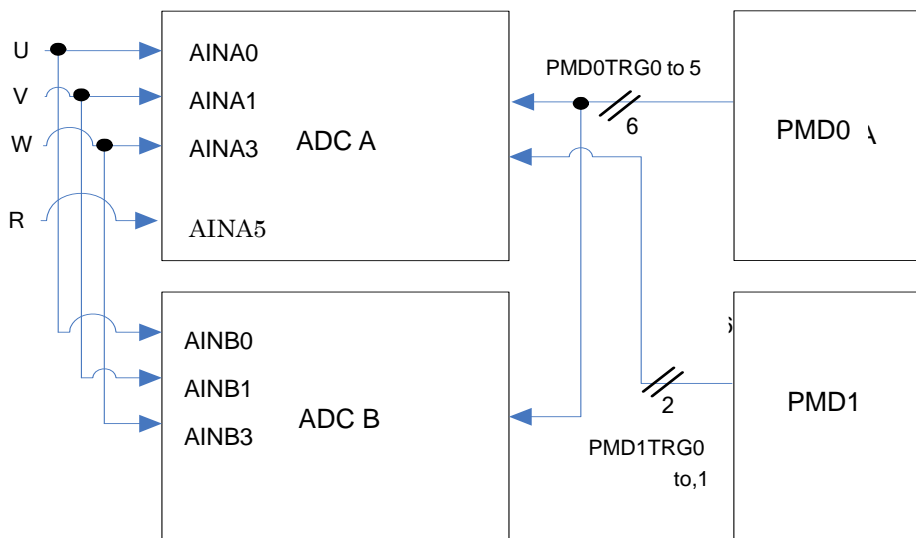 U
V
W
R
AINA0
AINA1
AINA3
AINA5
ADC A
PMD0TRG0 to 5
6
PMD0
AINB0
AINB1
AINB3
ADC B
2
PMD1TRG0
to,1
PMD1